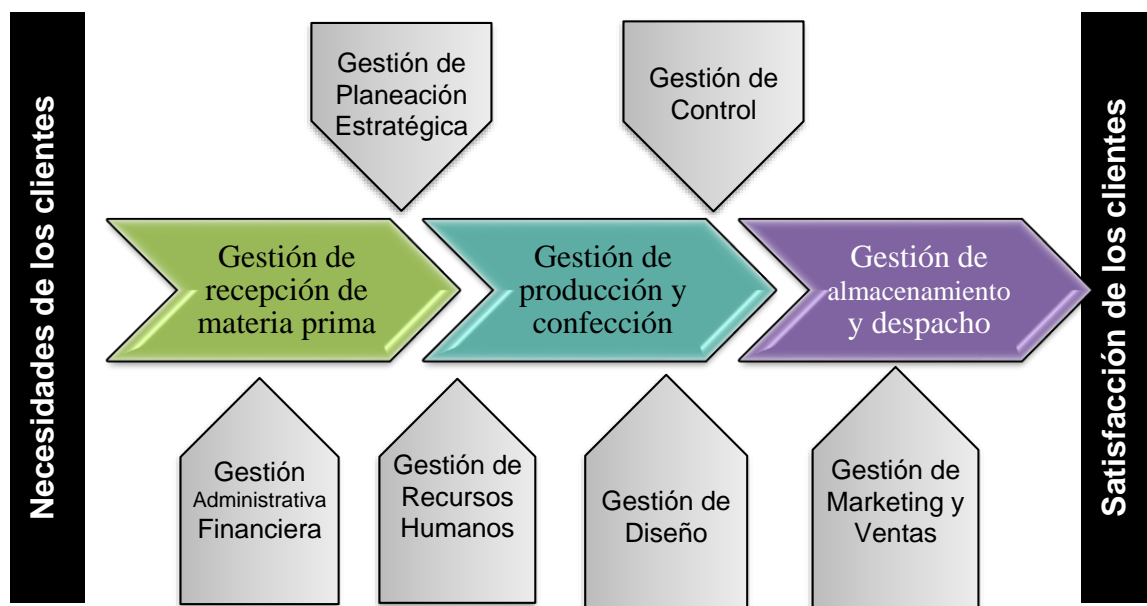 Necesidades de los clientes
Gestión de
Planeación
Estratégica
Gestión de
Control
Gestión de
recepción de
materia prima
Gestión de
producción y
confección
Gestión de
almacenamiento
y despacho
Gestión
Administrativa
Financiera
Gestión de
Recursos
Humanos
Gestión de
Diseño
Gestión de
Marketing y
Ventas
Satisfacción de los clientes